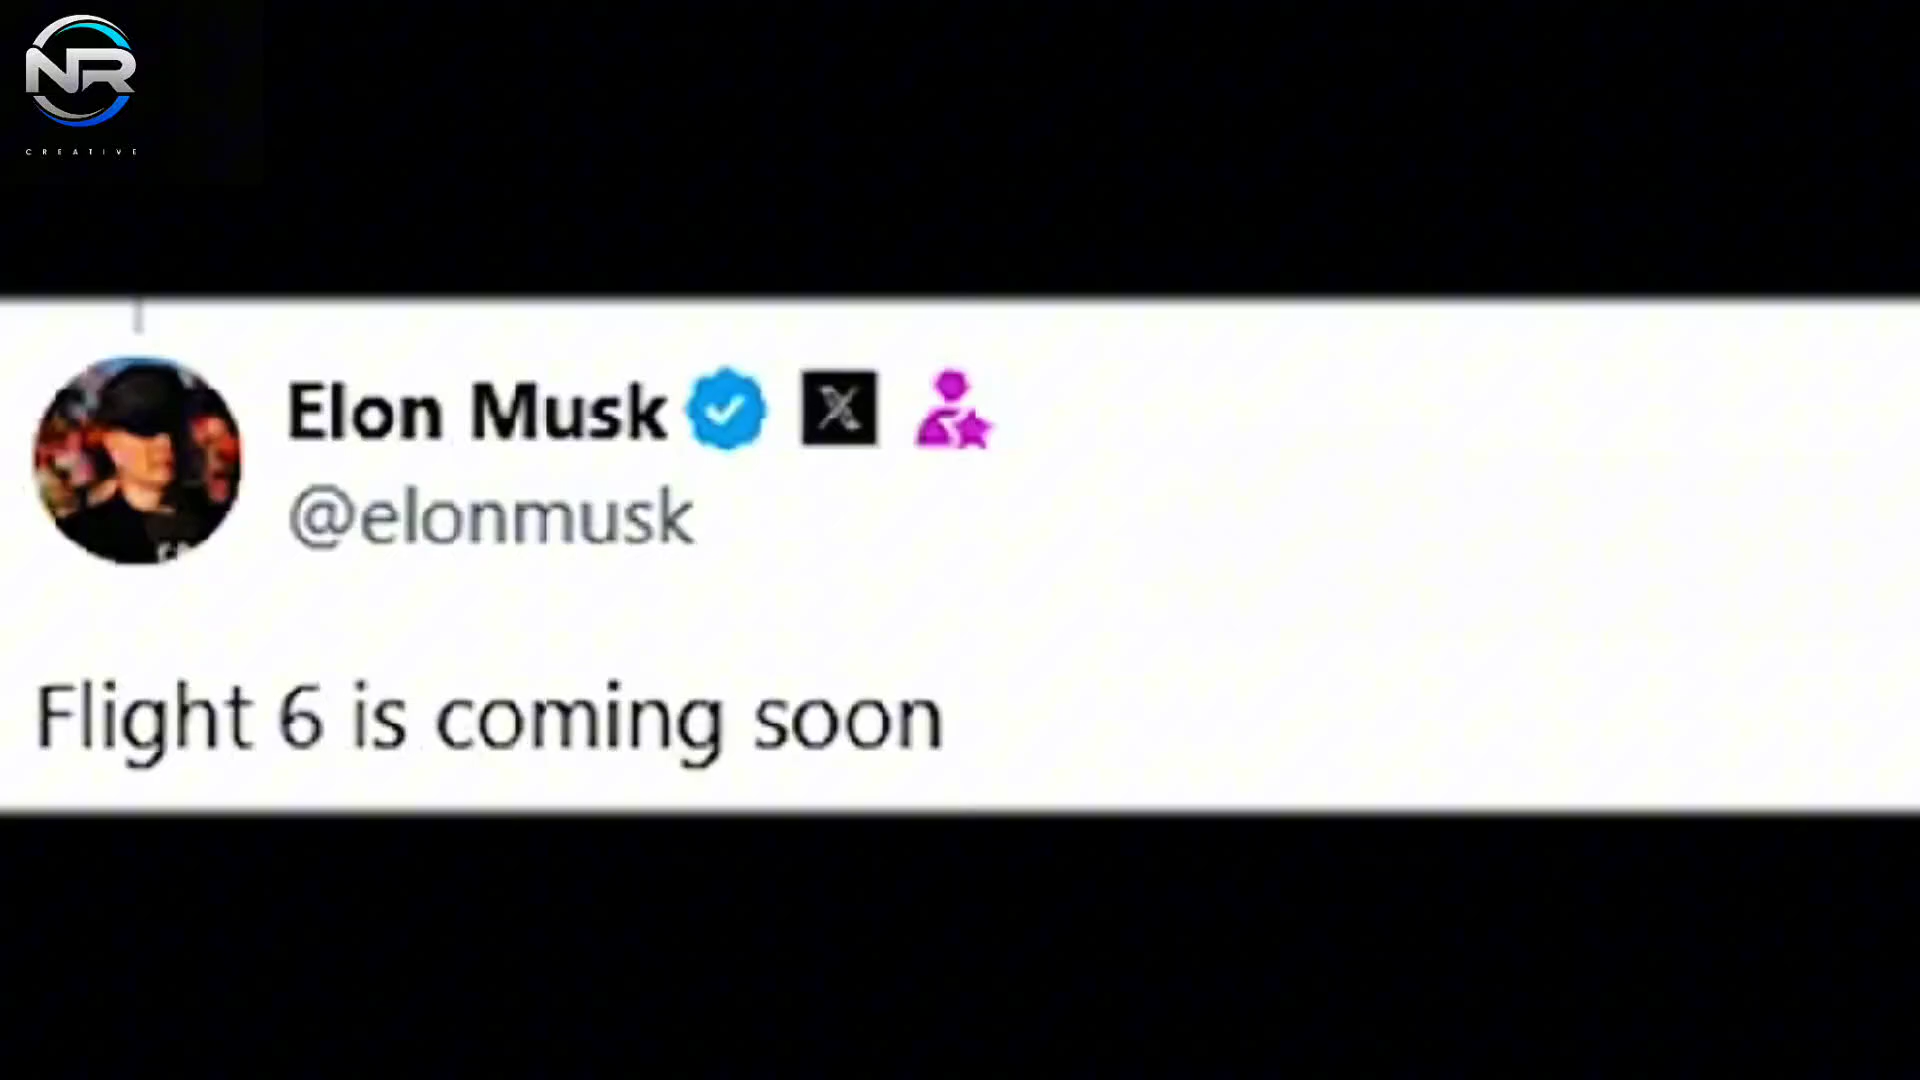 NR
CREATIVE
Elon Musk
@elonmusk
Flight 6 is coming soon